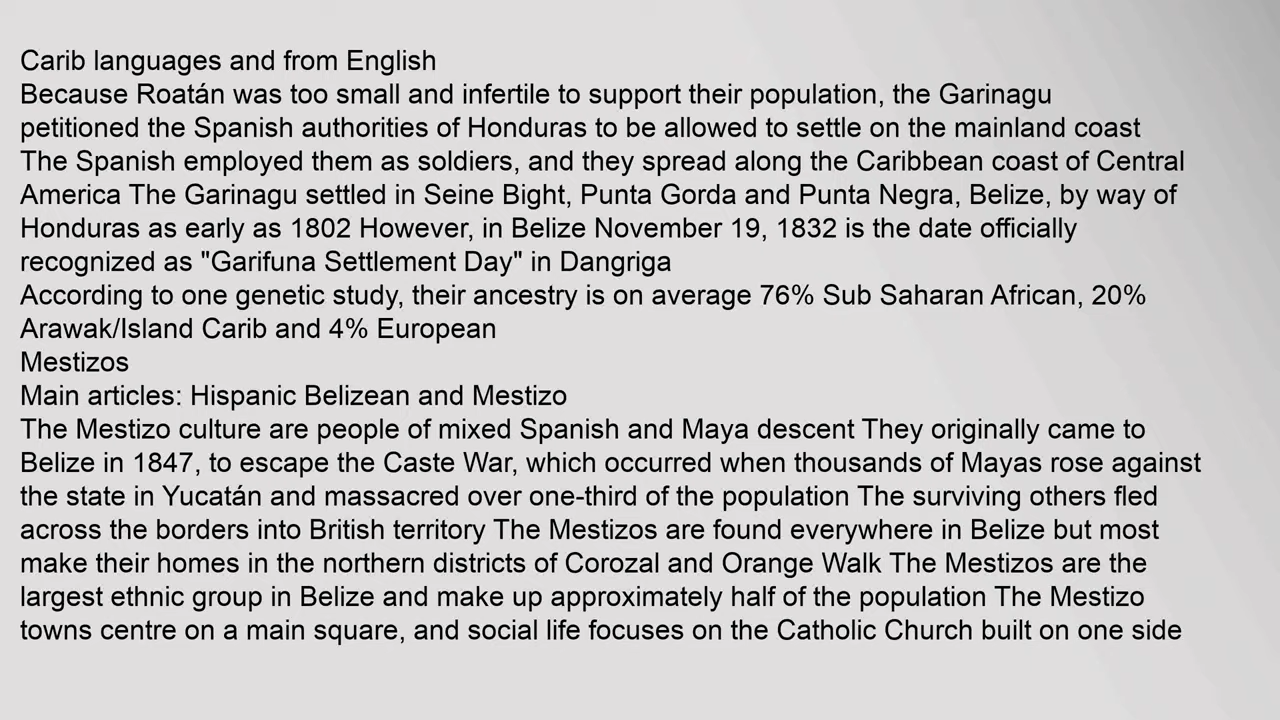 Carib languages and from English
Because Roatán was too small and infertile to support their population, the Garinagu
petitioned the Spanish authorities of Honduras to be allowed to settle on the mainland coast
The Spanish employed them as soldiers, and they spread along the Caribbean coast of Central
America The Garinagu settled in Seine Bight, Punta Gorda and Punta Negra, Belize, by way of
Honduras as early as 1802 However, in Belize November 19, 1832 is the date officially
recognized as "Garifuna Settlement Day" in Dangriga
According to one genetic study, their ancestry is on average 76% Sub Saharan African, 20%
Arawak/Island Carib and 4% European
Mestizos
Main articles: Hispanic Belizean and Mestizo
The Mestizo culture are people of mixed Spanish and Maya descent They originally came to
Belize in 1847, to escape the Caste War, which occurred when thousands of Mayas rose against
the state in Yucatán and massacred over one-third of the population The surviving others fled
across the borders into British territory The Mestizos are found everywhere in Belize but most
make their homes in the northern districts of Corozal and Orange Walk The Mestizos are the
largest ethnic group in Belize and make up approximately half of the population The Mestizo
towns centre on a main square, and social life focuses on the Catholic Church built on one side